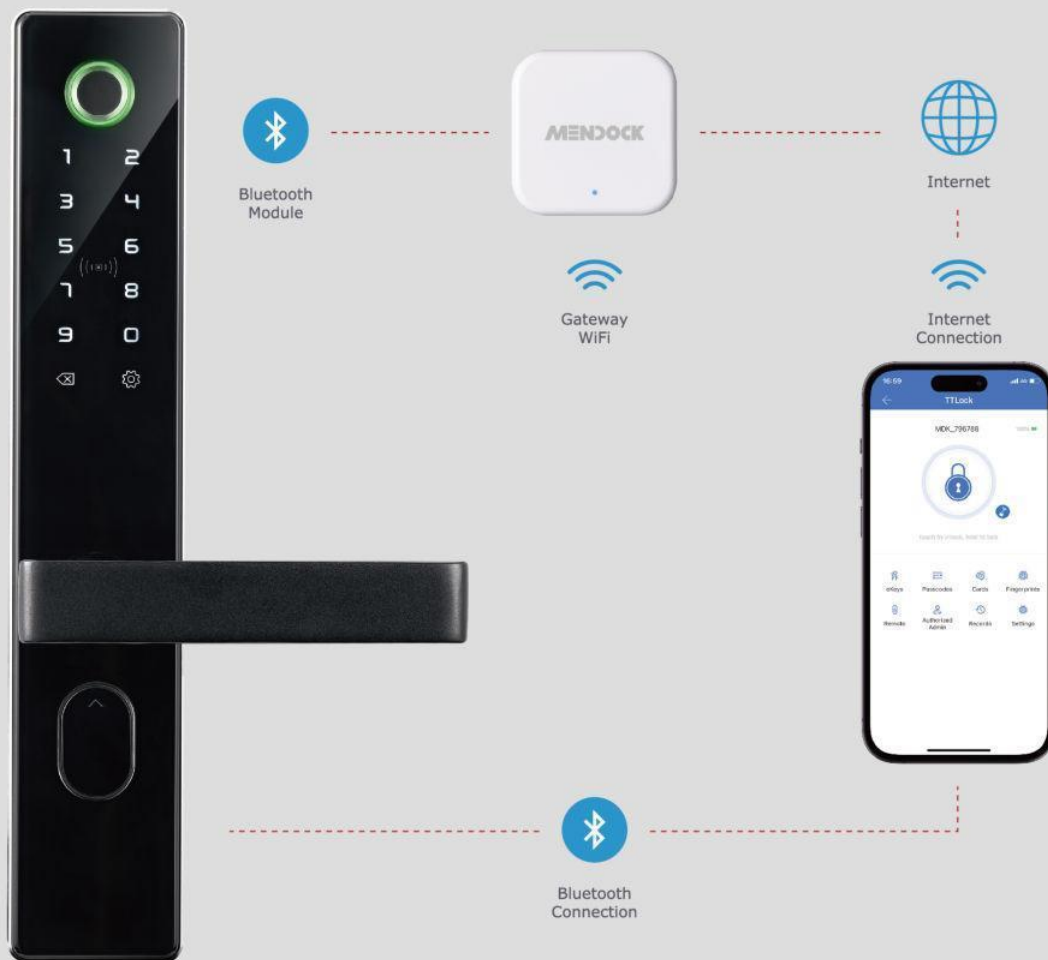 1 2
3 4
5 6
7 8
9 0
Bluetooth
Module
MENDOCK
Gateway
WiFi
Internet
Internet
Connection
16:59
TTLock
MDK_796788
eKeys Passcodes Cards Fingerprints
Remote Authorized Admin Records Settings
Bluetooth
Connection